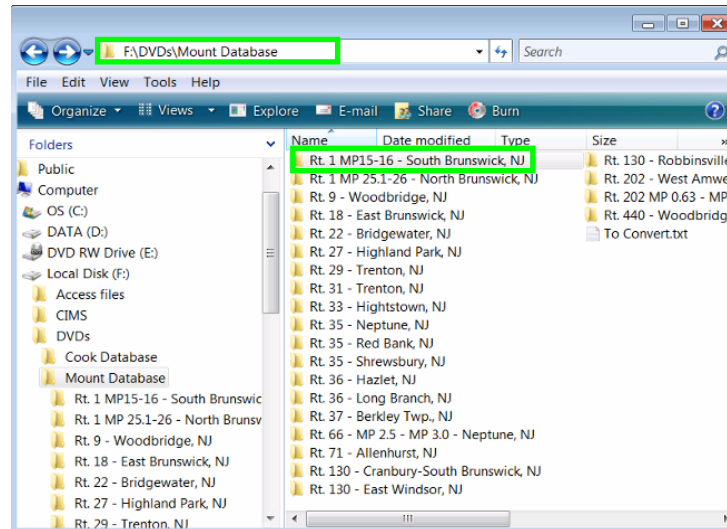 F:\DVDs\Mount Database
Search
File Edit View Tools Help
Organize Views Explore E-mail Share Burn
Folders
Public
Computer
OS (C:)
DATA (D:)
DVD RW Drive (E:)
Local Disk (F:)
Access files
CIMS
DVDs
Cook Database
Mount Database
Rt. 1 MP15-16 - South Brunswic
Rt. 1 MP 25.1-26 - North Brunsv
Rt. 9 - Woodbridge, NJ
Rt. 18 - East Brunswick, NJ
Rt. 22 - Bridgewater, NJ
Rt. 27 - Highland Park, NJ
Rt. 29 - Trenton, NJ
Name Date modified Type Size
Rt. 1 MP15-16 - South Brunswick, NJ
Rt. 1 MP 25.1-26 - North Brunswick, NJ
Rt. 9 - Woodbridge, NJ
Rt. 18 - East Brunswick, NJ
Rt. 22 - Bridgewater, NJ
Rt. 27 - Highland Park, NJ
Rt. 29 - Trenton, NJ
Rt. 31 - Trenton, NJ
Rt. 33 - Hightstown, NJ
Rt. 35 - Neptune, NJ
Rt. 35 - Red Bank, NJ
Rt. 35 - Shrewsbury, NJ
Rt. 36 - Hazlet, NJ
Rt. 36 - Long Branch, NJ
Rt. 37 - Berkley Twp., NJ
Rt. 66 - MP 2.5 - MP 3.0 - Neptune, NJ
Rt. 71 - Allenhurst, NJ
Rt. 130 - Cranbury-South Brunswick, NJ
Rt. 130 - East Windsor, NJ
Rt. 130 - Robbinsville
Rt. 202 - West Amwe
Rt. 202 MP 0.63 - MP
Rt. 440 - Woodbridg
To Convert.txt